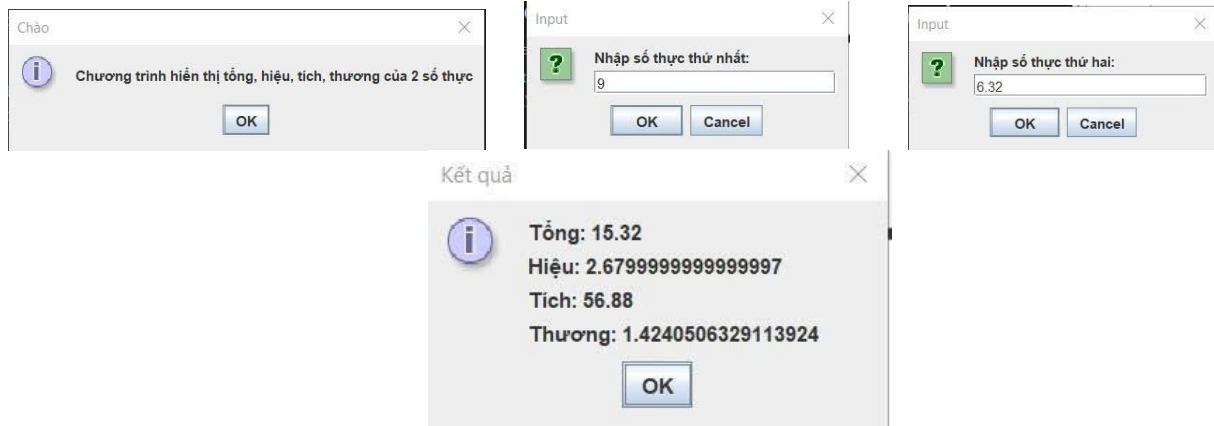 Chào
Chương trình hiển thị tổng, hiệu, tích, thương của 2 số thực
OK
Input
Nhập số thực thứ nhất:
9
OK Cancel
Input
Nhập số thực thứ hai:
6.32
OK Cancel
Kết quả
Tổng: 15.32
Hiệu: 2.6799999999999997
Tích: 56.88
Thương: 1.4240506329113924
OK